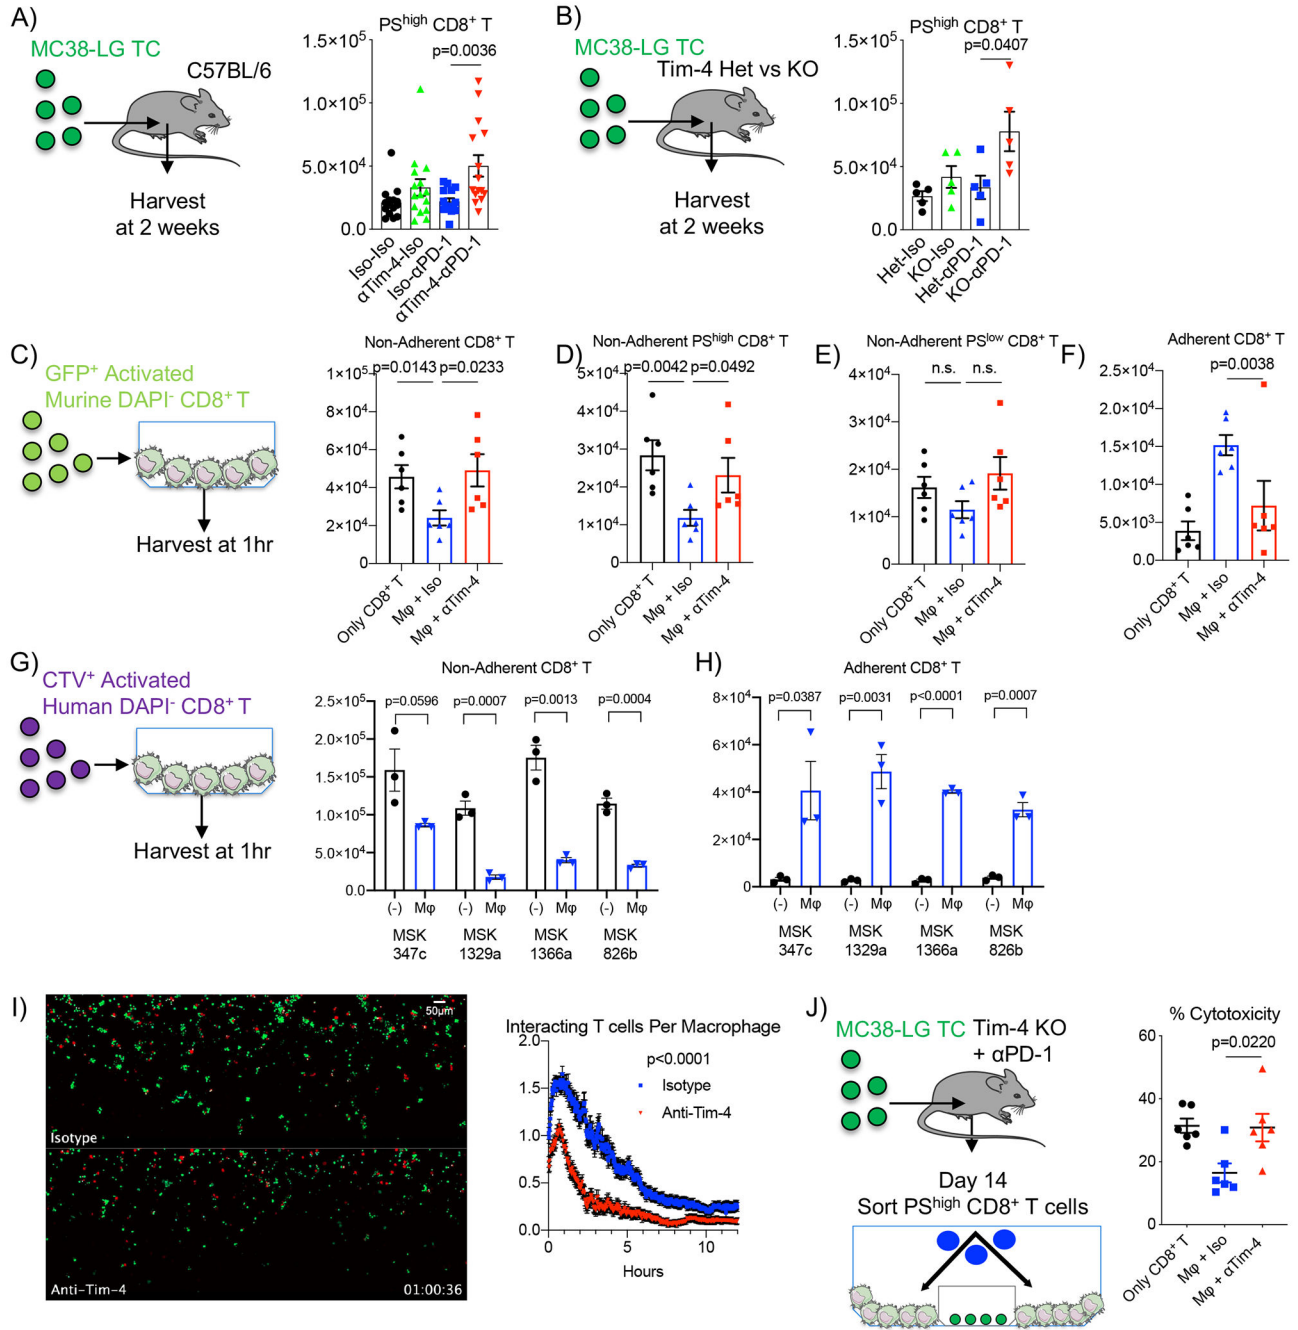 A)
MC38-LG TC
C57BL/6
Harvest
at 2 weeks
PShigh CD8+ T
p=0.0036
1.5×10⁵
1.0×10⁵
5.0×10⁴
0.0
Iso-Iso
αTim-4-Iso
Iso-αPD-1
αTim-4-αPD-1
B)
MC38-LG TC
Tim-4 Het vs KO
Harvest
at 2 weeks
PShigh CD8+ T
p=0.0407
1.5×10⁵
1.0×10⁵
5.0×10⁴
0.0
Het-Iso
KO-Iso
Het-αPD-1
KO-αPD-1
C)
GFP+ Activated
Murine DAPI- CD8+ T
Harvest at 1hr
Non-Adherent CD8+ T
p=0.0143 p=0.0233
1×10⁵
8×10⁴
6×10⁴
4×10⁴
2×10⁴
0
Only CD8+ T
Mφ + Iso
Mφ + αTim-4
D)
Non-Adherent PShigh CD8+ T
p=0.0042 p=0.0492
5×10⁴
4×10⁴
3×10⁴
2×10⁴
1×10⁴
0
Only CD8+ T
Mφ + Iso
Mφ + αTim-4
E)
Non-Adherent PSlow CD8+ T
n.s. n.s.
4×10⁴
3×10⁴
2×10⁴
1×10⁴
0
Only CD8+ T
Mφ + Iso
Mφ + αTim-4
F)
Adherent CD8+ T
p=0.0038
2.5×10⁴
2.0×10⁴
1.5×10⁴
1.0×10⁴
5.0×10³
0
Only CD8+ T
Mφ + Iso
Mφ + αTim-4
G)
CTV+ Activated
Human DAPI- CD8+ T
Harvest at 1hr
Non-Adherent CD8+ T
p=0.0596 p=0.0007 p=0.0013 p=0.0004
2.5×10⁵
2.0×10⁵
1.5×10⁵
1.0×10⁵
5.0×10⁴
0.0
(-) Mφ (-) Mφ (-) Mφ (-) Mφ
MSK MSK MSK MSK
347c 1329a 1366a 826b
H)
Adherent CD8+ T
p=0.0387 p=0.0031 p<0.0001 p=0.0007
8×10⁴
6×10⁴
4×10⁴
2×10⁴
0
(-) Mφ (-) Mφ (-) Mφ (-) Mφ
MSK MSK MSK MSK
347c 1329a 1366a 826b
I)
50μm
Isotype
Anti-Tim-4 01:00:36
Interacting T cells Per Macrophage
p<0.0001
Isotype
Anti-Tim-4
2.0
1.5
1.0
0.5
0.0
0 5 10
Hours
J)
MC38-LG TC
Tim-4 KO
+ αPD-1
Day 14
Sort PShigh CD8+ T cells
% Cytotoxicity
p=0.0220
60
40
20
0
Only CD8+ T
Mφ + Iso
Mφ + αTim-4